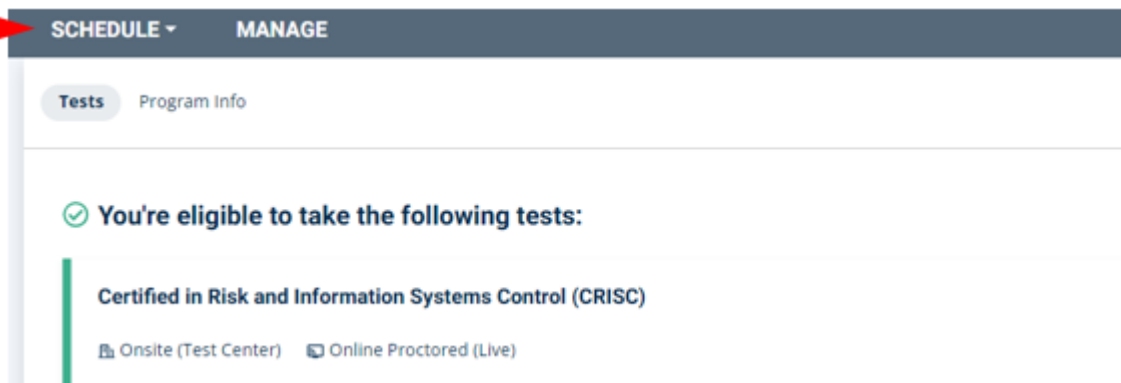 SCHEDULE MANAGE
Tests Program Info
You're eligible to take the following tests:
Certified in Risk and Information Systems Control (CRISC)
Onsite (Test Center) Online Proctored (Live)